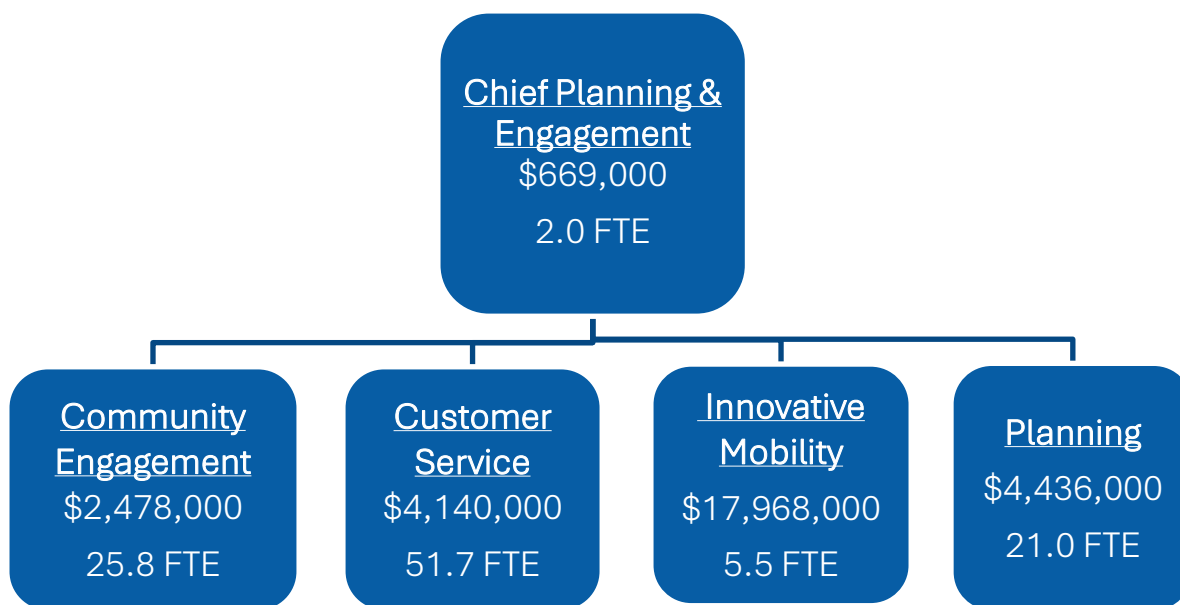 Chief Planning &
Engagement
$669,000
2.0 FTE
Community
Engagement
$2,478,000
25.8 FTE
Customer
Service
$4,140,000
51.7 FTE
Innovative
Mobility
$17,968,000
5.5 FTE
Planning
$4,436,000
21.0 FTE